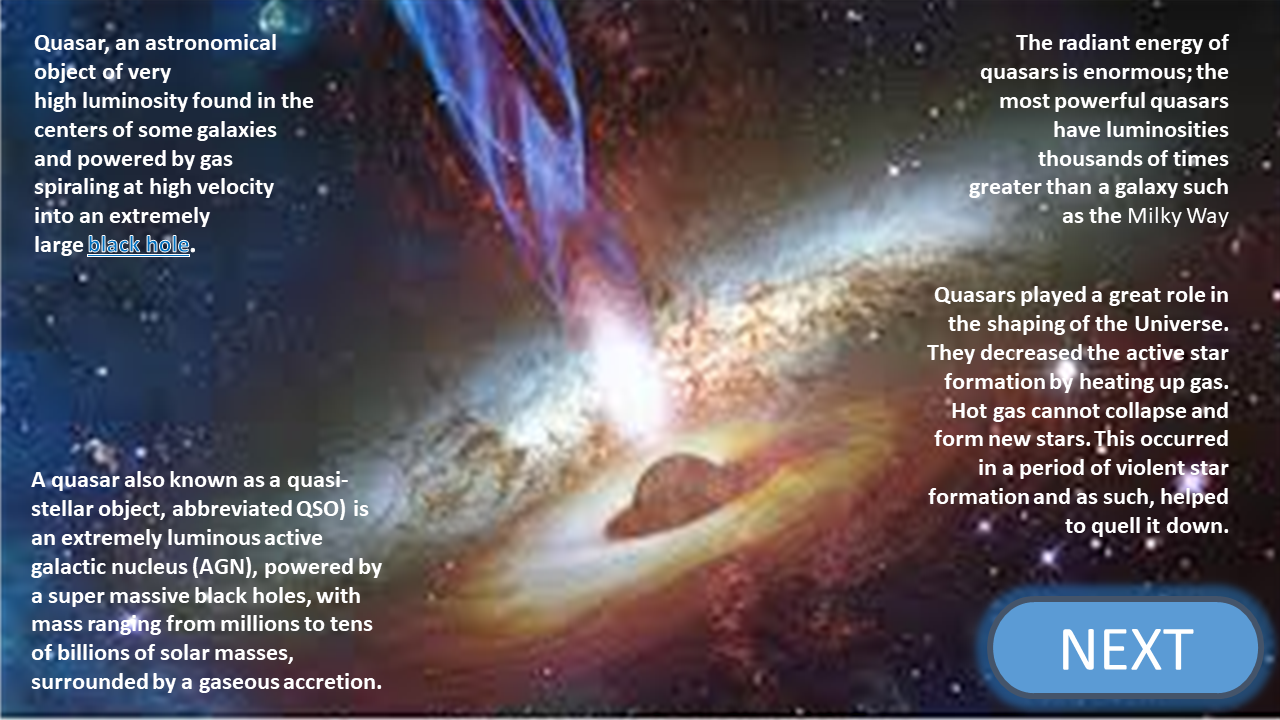 Quasar, an astronomical
object of very
high luminosity found in the
centers of some galaxies
and powered by gas
spiraling at high velocity
into an extremely
large black hole.
The radiant energy of
quasars is enormous; the
most powerful quasars
have luminosities
thousands of times
greater than a galaxy such
as the Milky Way
Quasars played a great role in
the shaping of the Universe.
They decreased the active star
formation by heating up gas.
Hot gas cannot collapse and
form new stars. This occurred
in a period of violent star
formation and as such, helped
to quell it down.
A quasar also known as a quasi-
stellar object, abbreviated QSO) is
an extremely luminous active
galactic nucleus (AGN), powered by
a super massive black holes, with
mass ranging from millions to tens
of billions of solar masses,
surrounded by a gaseous accretion.
NEXT